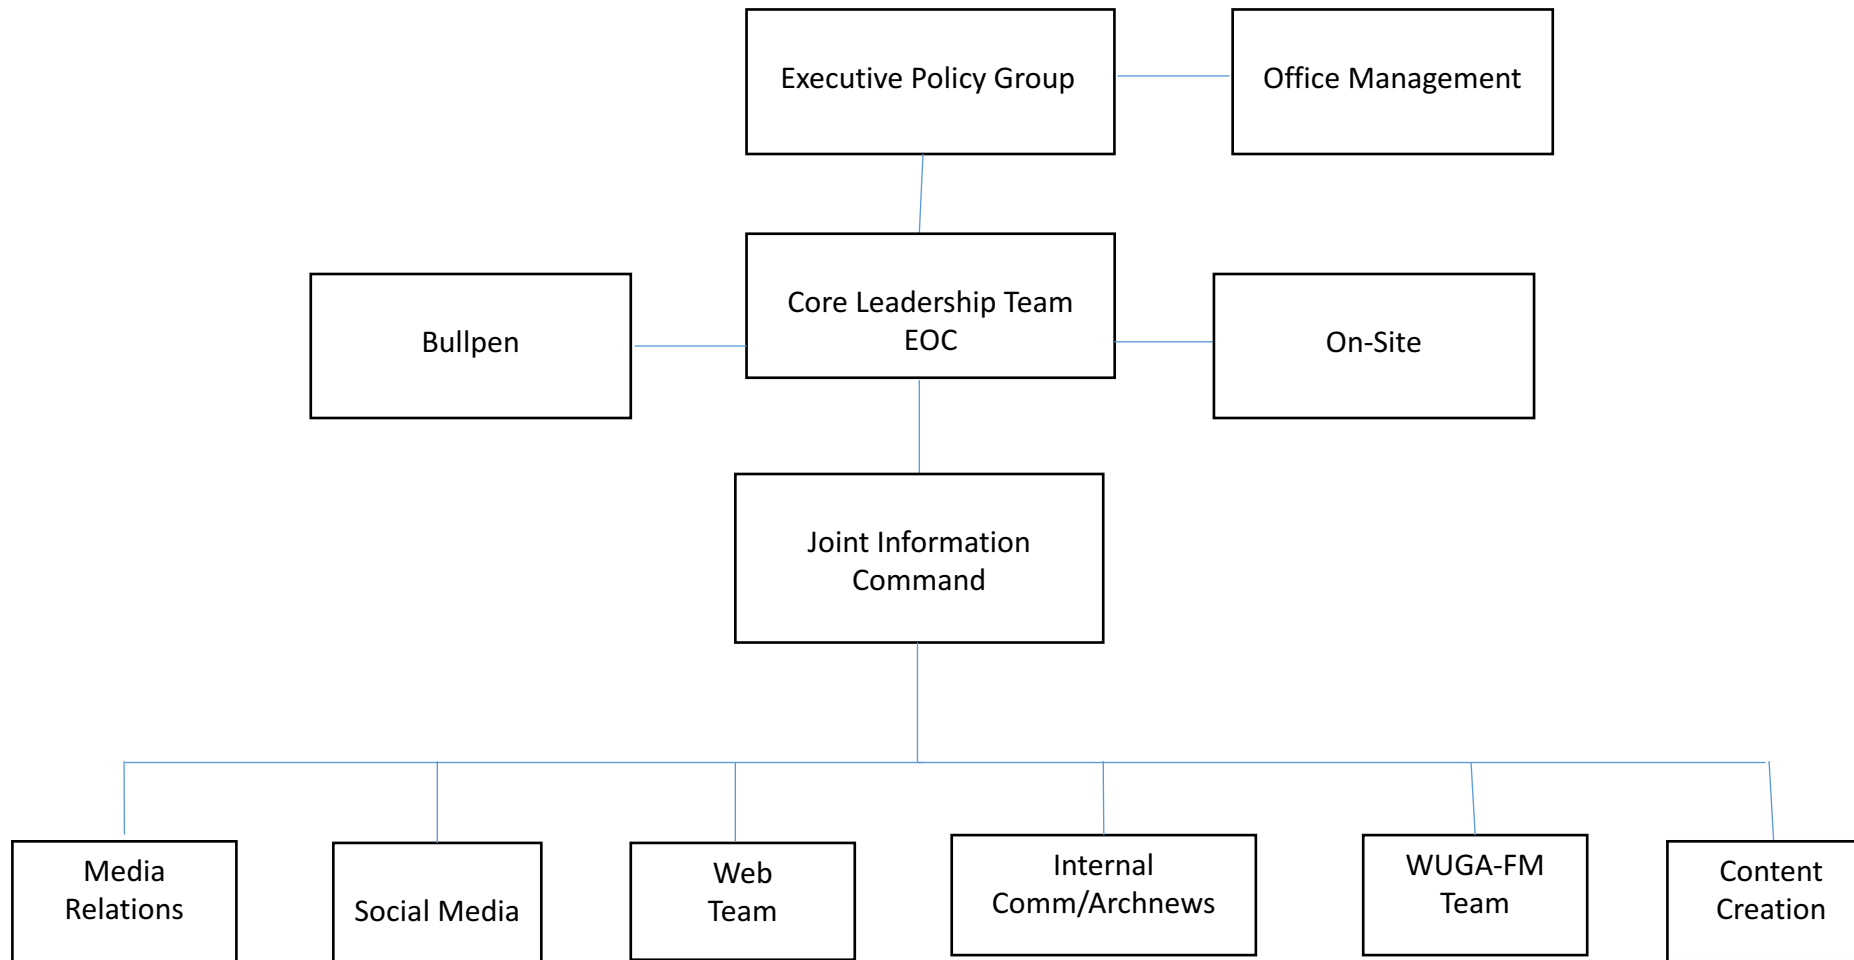 Executive Policy Group
Office Management
Bullpen
Core Leadership Team
EOC
On-Site
Joint Information
Command
Media
Relations
Social Media
Web
Team
Internal
Comm/Archnews
WUGA-FM
Team
Content
Creation